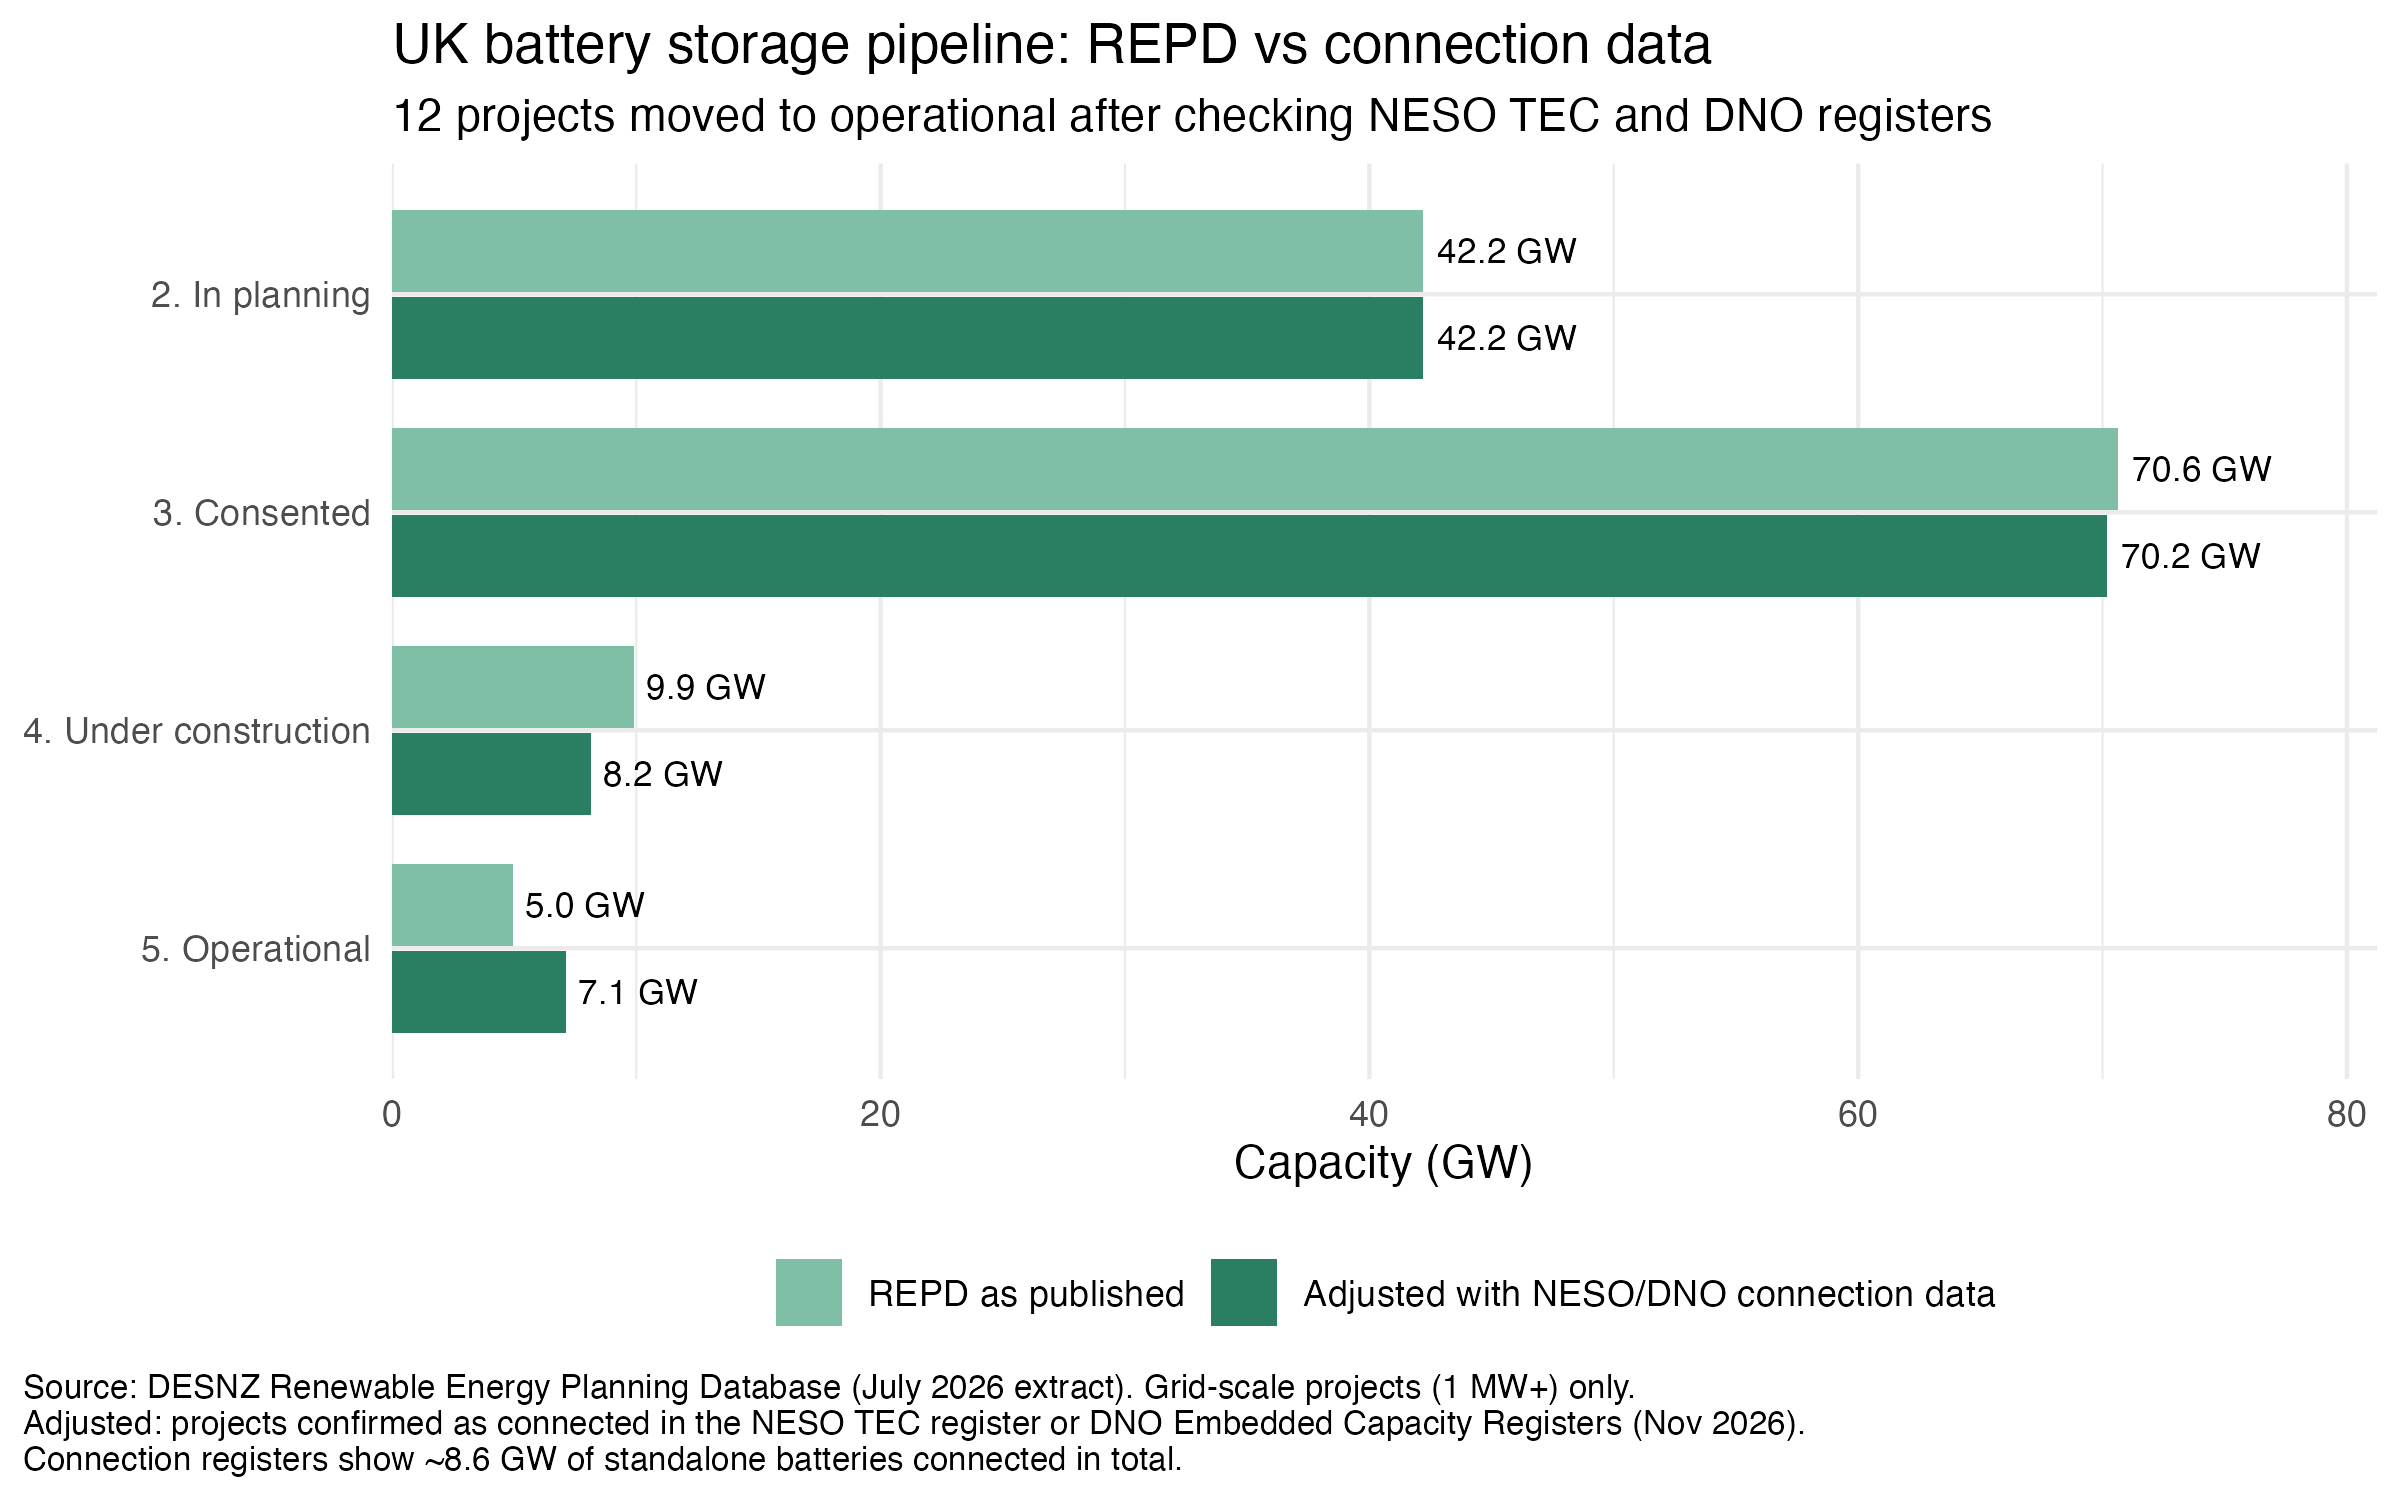 UK battery storage pipeline: REPD vs connection data
12 projects moved to operational after checking NESO TEC and DNO registers
2. In planning
42.2 GW
42.2 GW
3. Consented
70.6 GW
70.2 GW
4. Under construction
9.9 GW
8.2 GW
5. Operational
5.0 GW
7.1 GW
0 20 40 60 80
Capacity (GW)
REPD as published Adjusted with NESO/DNO connection data
Source: DESNZ Renewable Energy Planning Database (July 2026 extract). Grid-scale projects (1 MW+) only.
Adjusted: projects confirmed as connected in the NESO TEC register or DNO Embedded Capacity Registers (Nov 2026).
Connection registers show ~8.6 GW of standalone batteries connected in total.